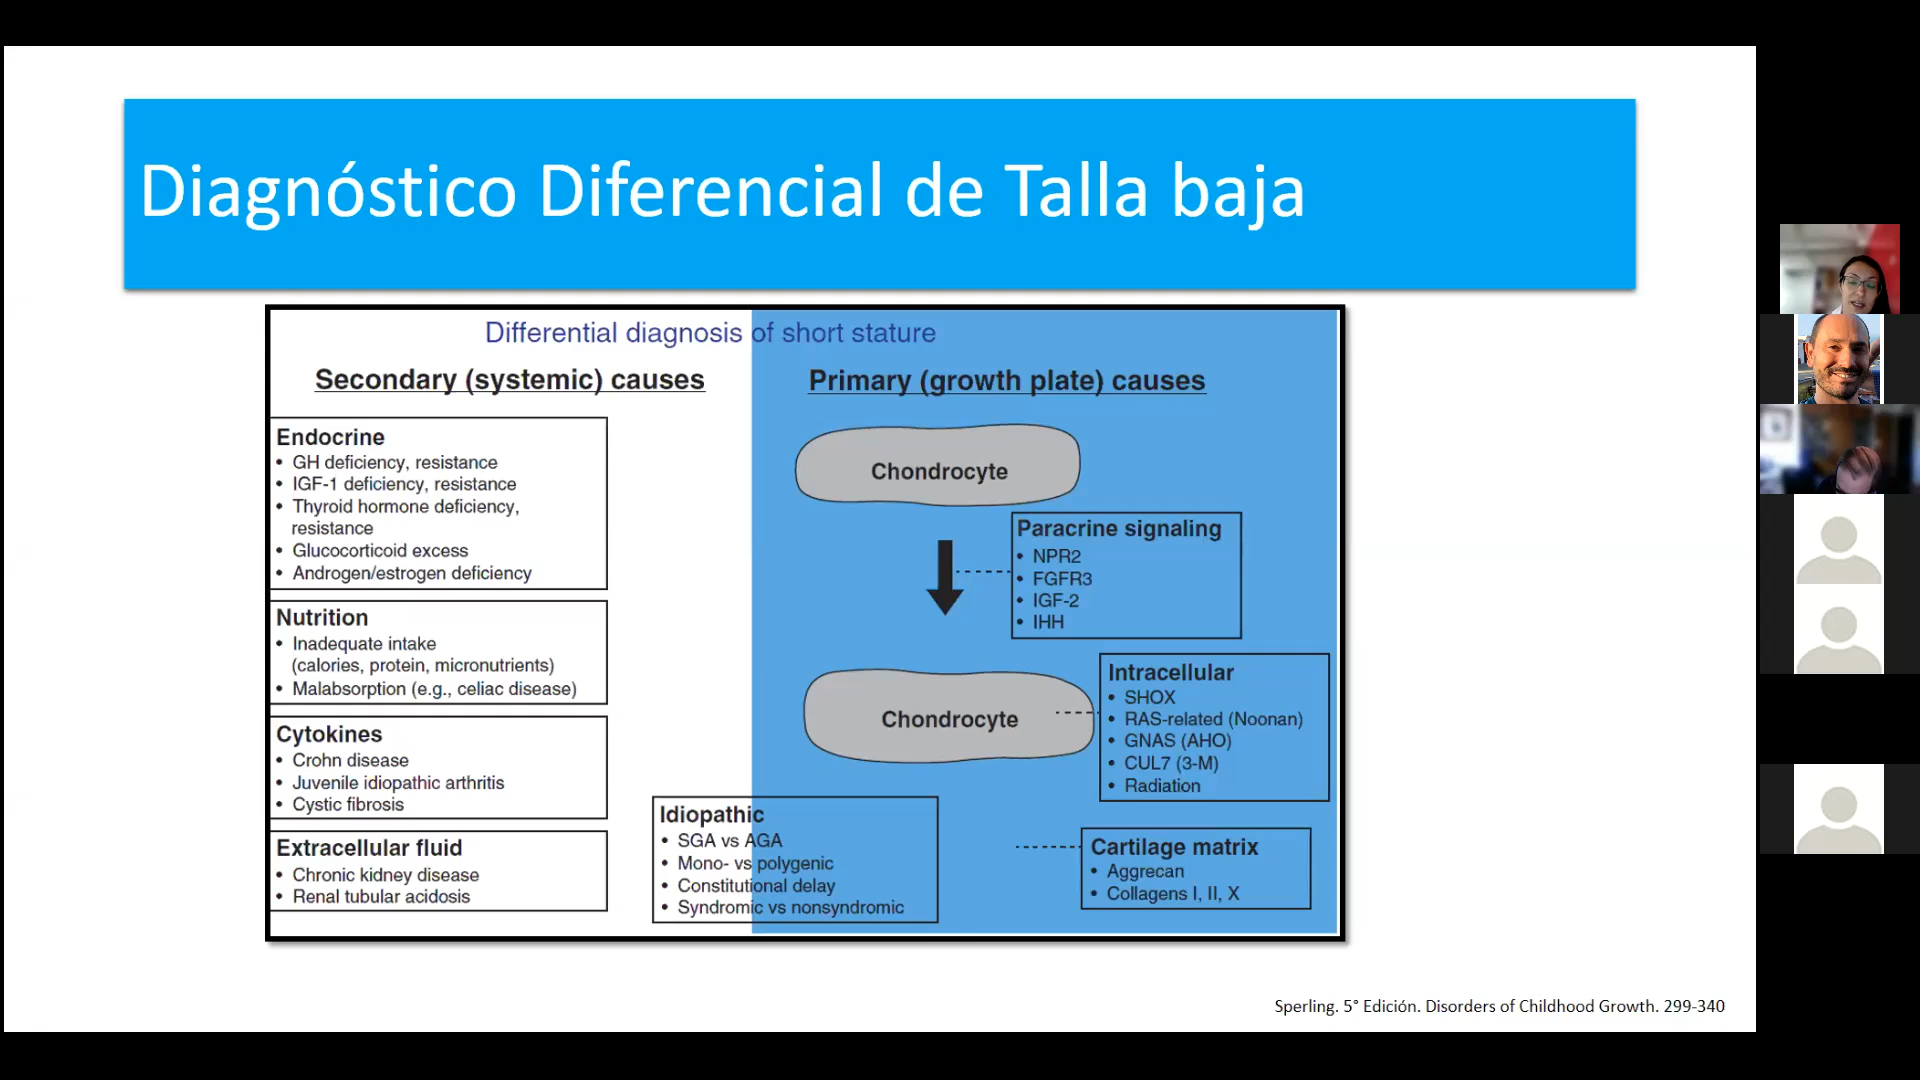 Diagnóstico Diferencial de Talla baja
Differential diagnosis of short stature
Secondary (systemic) causes
Endocrine
• GH deficiency, resistance
• IGF-1 deficiency, resistance
• Thyroid hormone deficiency,
resistance
• Glucocorticoid excess
• Androgen/estrogen deficiency
Nutrition
• Inadequate intake
(calories, protein, micronutrients)
• Malabsorption (e.g., celiac disease)
Cytokines
• Crohn disease
• Juvenile idiopathic arthritis
• Cystic fibrosis
Extracellular fluid
• Chronic kidney disease
• Renal tubular acidosis
Idiopathic
• SGA vs AGA
• Mono- vs polygenic
• Constitutional delay
• Syndromic vs nonsyndromic
Primary (growth plate) causes
Chondrocyte
Paracrine signaling
• NPR2
• FGFR3
• IGF-2
• IHH
Chondrocyte
Intracellular
• SHOX
• RAS-related (Noonan)
• GNAS (AHO)
• CUL7 (3-M)
• Radiation
Cartilage matrix
• Aggrecan
• Collagens I, II, X
Sperling. 5° Edición. Disorders of Childhood Growth. 299-340